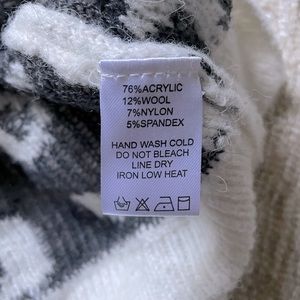 76%ACRYLIC
12%WOOL
7%NYLON
5%SPANDEX
HAND WASH COLD
DO NOT BLEACH
LINE DRY
IRON LOW HEAT